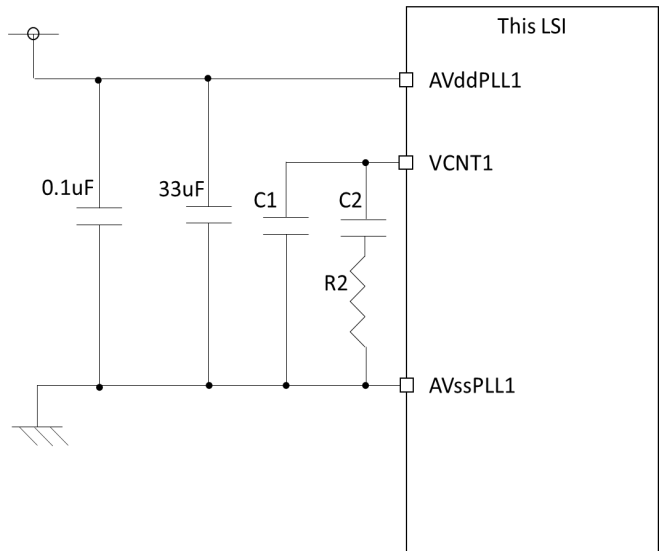 This LSI
AVddPLL1
VCNT1
0.1uF
33uF
C1
C2
R2
AVssPLL1